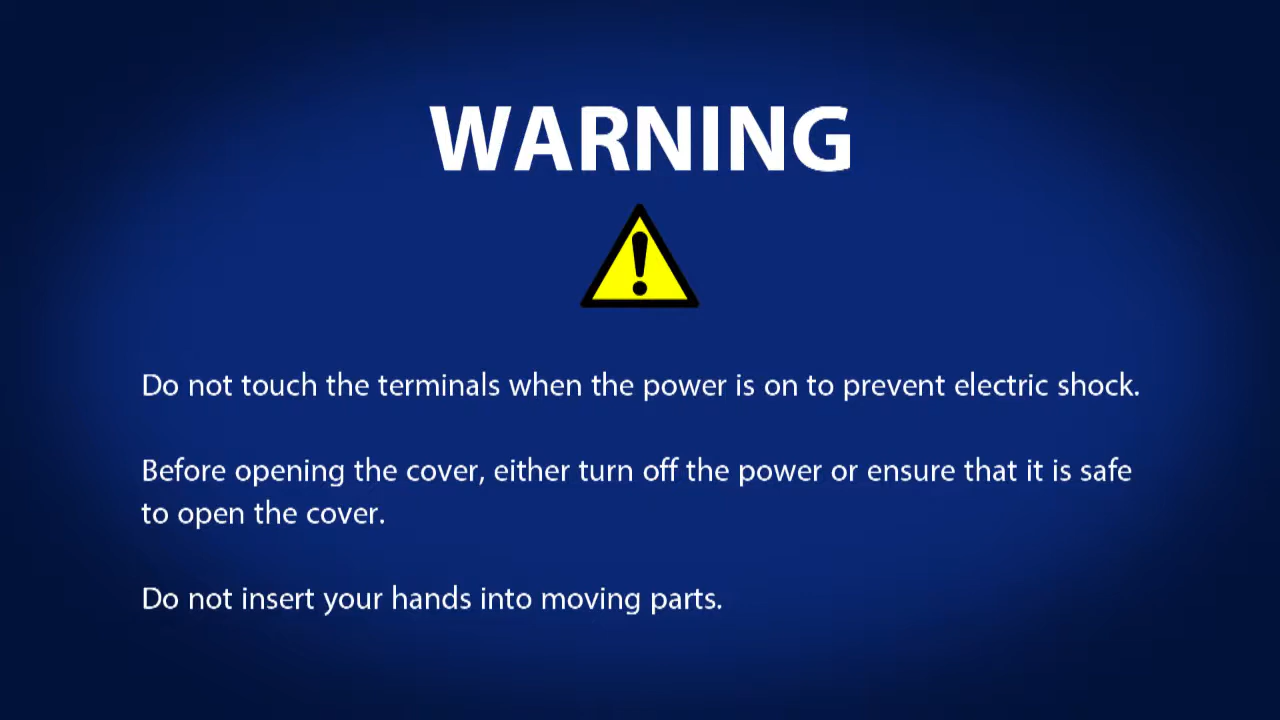 WARNING
Do not touch the terminals when the power is on to prevent electric shock.
Before opening the cover, either turn off the power or ensure that it is safe
to open the cover.
Do not insert your hands into moving parts.